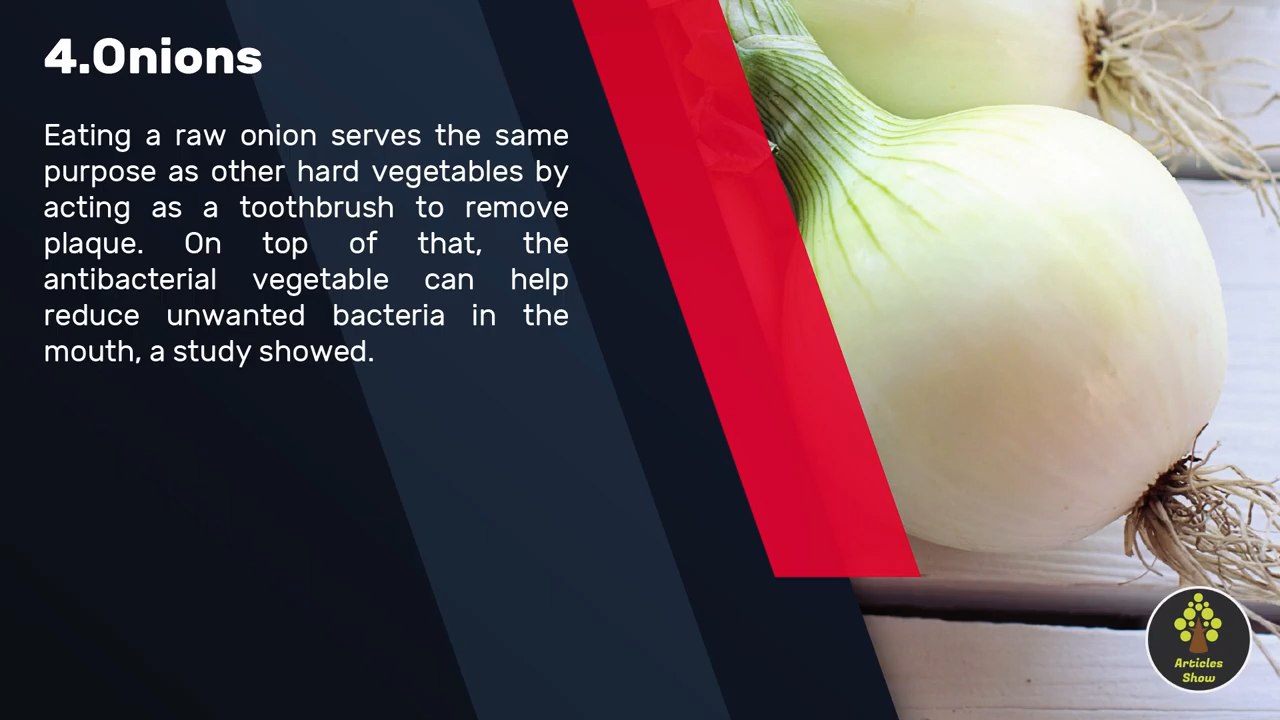 4.Onions
Eating a raw onion serves the same
purpose as other hard vegetables by
acting as a toothbrush to remove
plaque. On top of that, the
antibacterial vegetable can help
reduce unwanted bacteria in the
mouth, a study showed.
Articles
Show